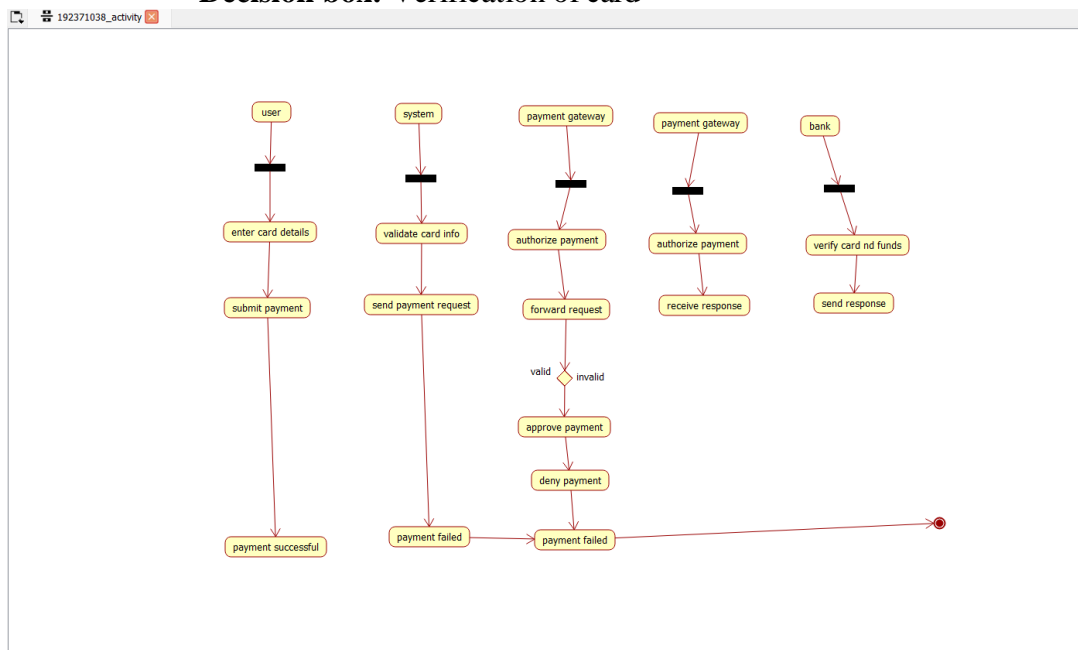 Decision box: Verification of card
192371038_activity
user
system
payment gateway
payment gateway
bank
enter card details
validate card info
authorize payment
authorize payment
verify card nd funds
submit payment
send payment request
forward request
receive response
send response
valid
invalid
approve payment
deny payment
payment successful
payment failed
payment failed